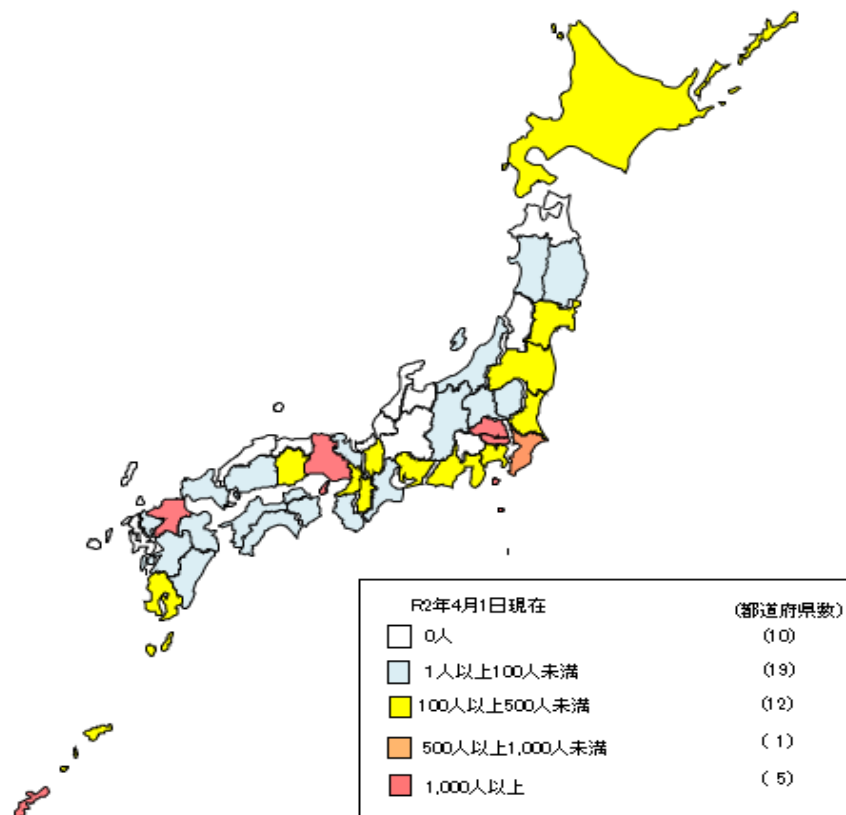 R2年4月1日現在 (都道府県数)
0人 (10)
1人以上100人未満 (19)
100人以上500人未満 (12)
500人以上1,000人未満 ( 1)
1,000人以上 ( 5)